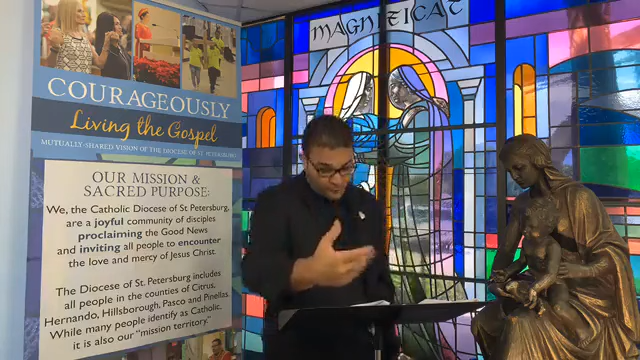 MAGNIFICAT
COURAGEOUSLY
Living the Gospel
MUTUALLY-SHARED VISION OF THE DIOCESE OF ST. PETERSBURG
OUR MISSION &
SACRED PURPOSE:
We, the Catholic Diocese of St Petersburg,
are a joyful community of disciples
proclaiming the Good News
and inviting all people to encounter
the love and mercy of Jesus Christ.
The Diocese of St. Petersburg includes
all people in the counties of Citrus,
Hernando, Hillsborough, Pasco and Pinellas.
While many people identify as Catholic,
it is also our "mission territory".